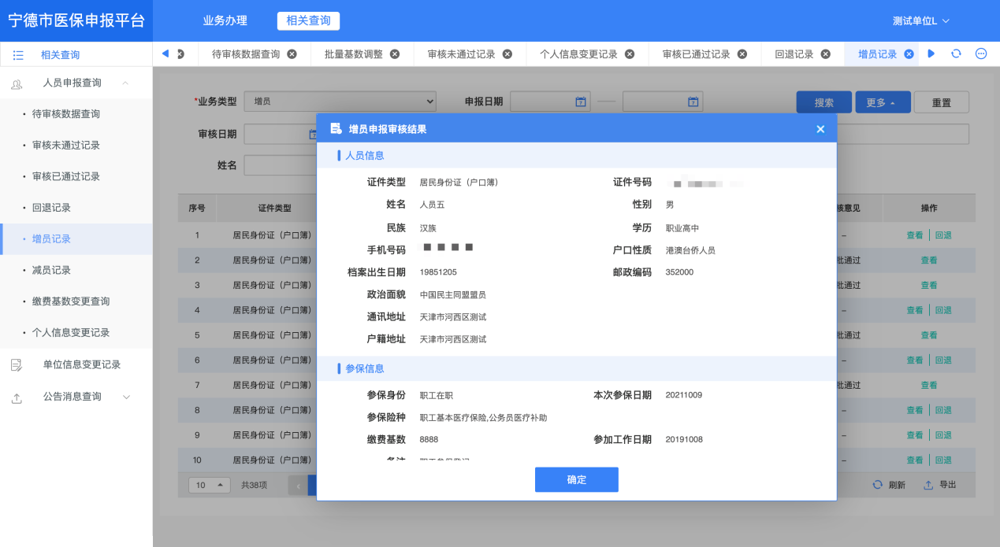 宁德市医保申报平台 业务办理 相关查询 测试单位L
相关查询 待审核数据查询 批量基数调整 审核未通过记录 个人信息变更记录 审核已通过记录 回退记录 增员记录
人员申报查询
待审核数据查询
审核未通过记录
审核已通过记录
回退记录
增员记录
减员记录
缴费基数变更查询
个人信息变更记录
单位信息变更记录
公告消息查询
*业务类型 增员 申报日期 搜索 更多 重置
审核日期
姓名
序号 证件类型 核意见 操作
1 居民身份证（户口簿） – 查看 回退
2 居民身份证（户口簿） 批通过 查看
3 居民身份证（户口簿） 批通过 查看
4 居民身份证（户口簿） – 查看 回退
5 居民身份证（户口簿） 批通过 查看
6 居民身份证（户口簿） – 查看 回退
7 居民身份证（户口簿） 批通过 查看
8 居民身份证（户口簿） – 查看 回退
9 居民身份证（户口簿） – 查看 回退
10 居民身份证（户口簿） – 查看 回退
10 共38项 刷新 导出
增员申报审核结果
人员信息
证件类型 居民身份证（户口簿） 证件号码
姓名 人员五 性别 男
民族 汉族 学历 职业高中
手机号码 户口性质 港澳台侨人员
档案出生日期 19851205 邮政编码 352000
政治面貌 中国民主同盟盟员
通讯地址 天津市河西区测试
户籍地址 天津市河西区测试
参保信息
参保身份 职工在职 本次参保日期 20211009
参保险种 职工基本医疗保险,公务员医疗补助
缴费基数 8888 参加工作日期 20191008
确定